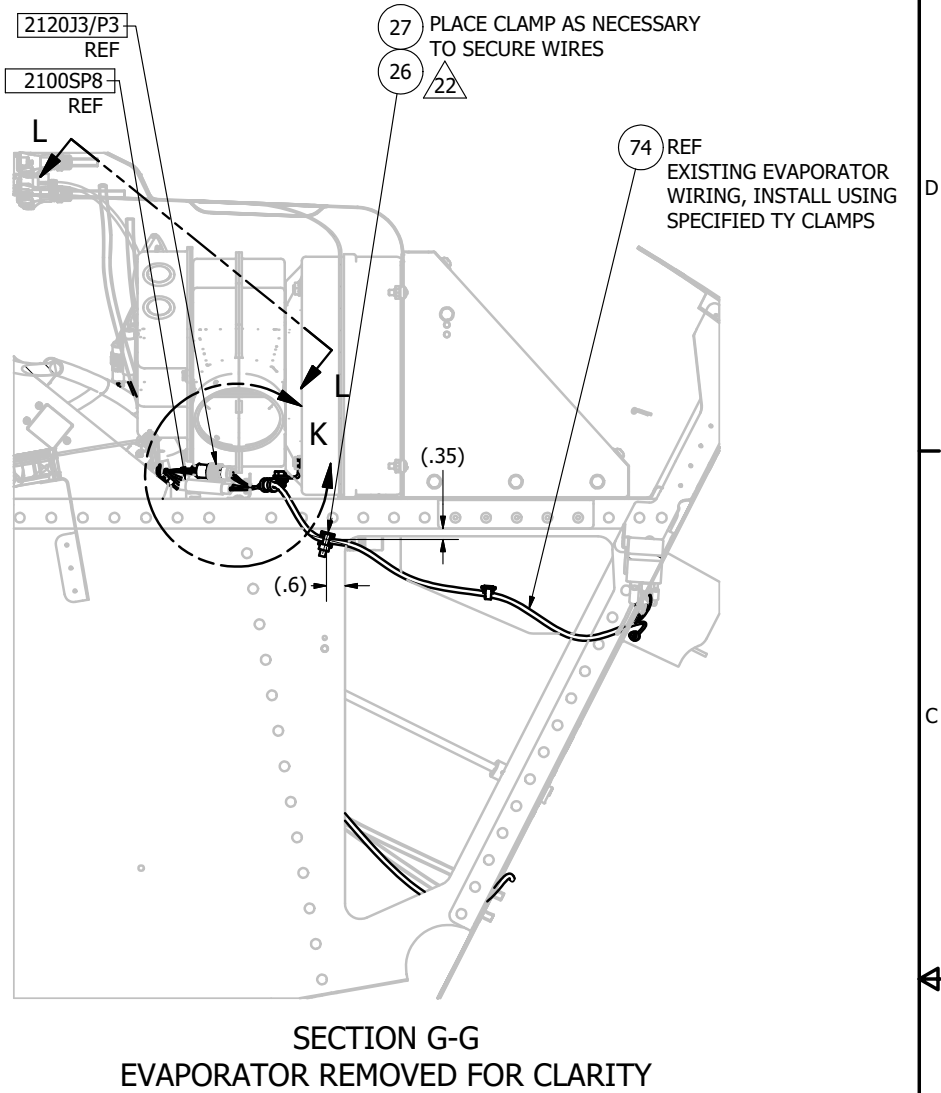 2120J3/P3
REF
2100SP8
REF
27 PLACE CLAMP AS NECESSARY
TO SECURE WIRES
26 22
74 REF
EXISTING EVAPORATOR
WIRING, INSTALL USING
SPECIFIED TY CLAMPS
L
D
L
K
(.35)
(.6)
C
SECTION G-G
EVAPORATOR REMOVED FOR CLARITY